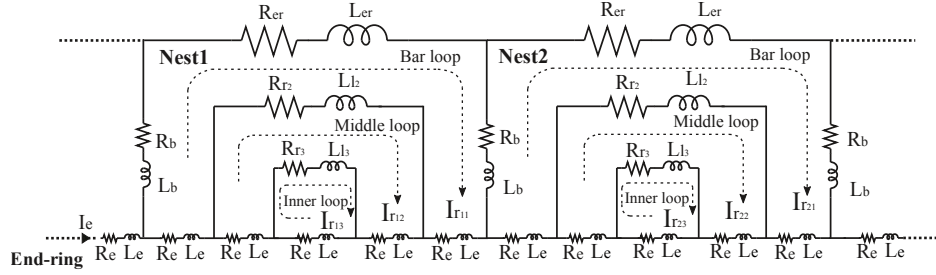 Rer Ler Rer Ler
Nest1 Bar loop Nest2 Bar loop
Rr2 Ll2 Rr2 Ll2
Rb Middle loop Rb Middle loop Rb
Rr3 Ll3 Rr3 Ll3
Lb Inner loop Ir13 Ir12 Ir11 Lb Inner loop Ir23 Ir22 Ir21 Lb
Ie
Re Le Re Le Re Le Re Le Re Le Re Le Re Le Re Le Re Le Re Le Re Le Re Le
End-ring